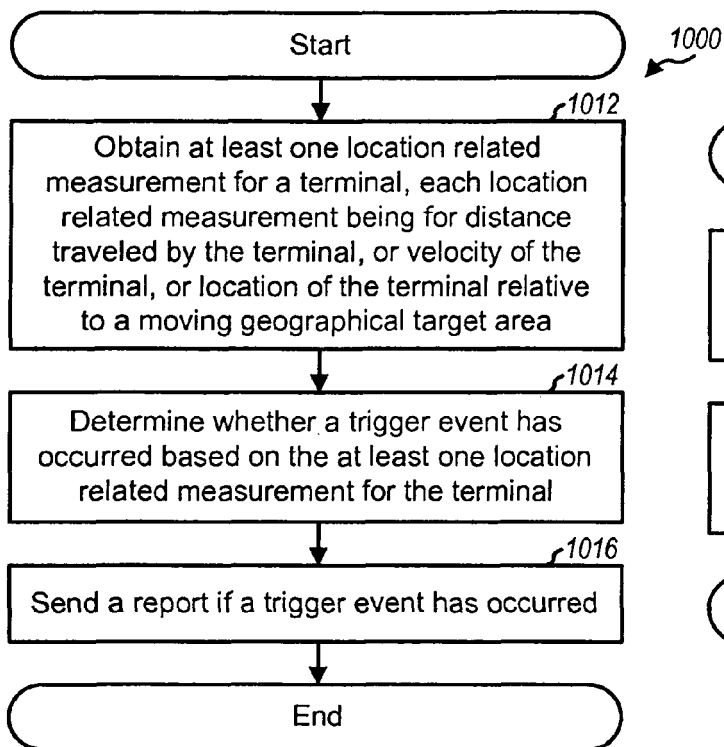 Start
1000
1012
Obtain at least one location related
measurement for a terminal, each location
related measurement being for distance
traveled by the terminal, or velocity of the
terminal, or location of the terminal relative
to a moving geographical target area
1014
Determine whether a trigger event has
occurred based on the at least one location
related measurement for the terminal
1016
Send a report if a trigger event has occurred
End